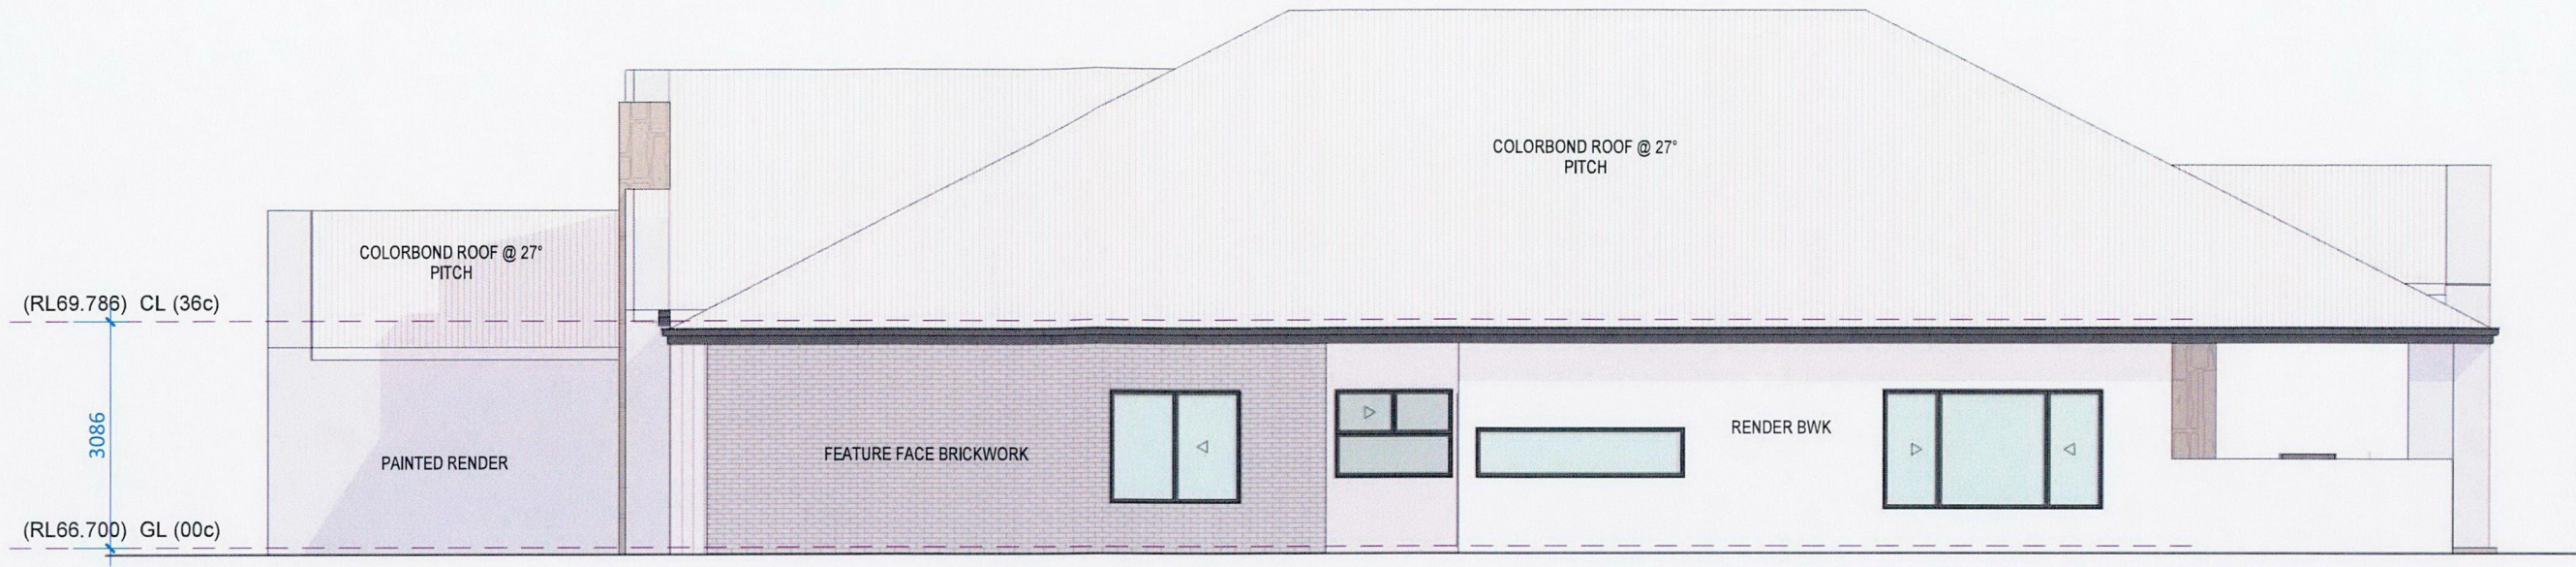 COLORBOND ROOF @ 27°
PITCH
COLORBOND ROOF @ 27°
PITCH
(RL69.786) CL (36c)
3086
PAINTED RENDER
FEATURE FACE BRICKWORK
RENDER BWK
(RL66.700) GL (00c)